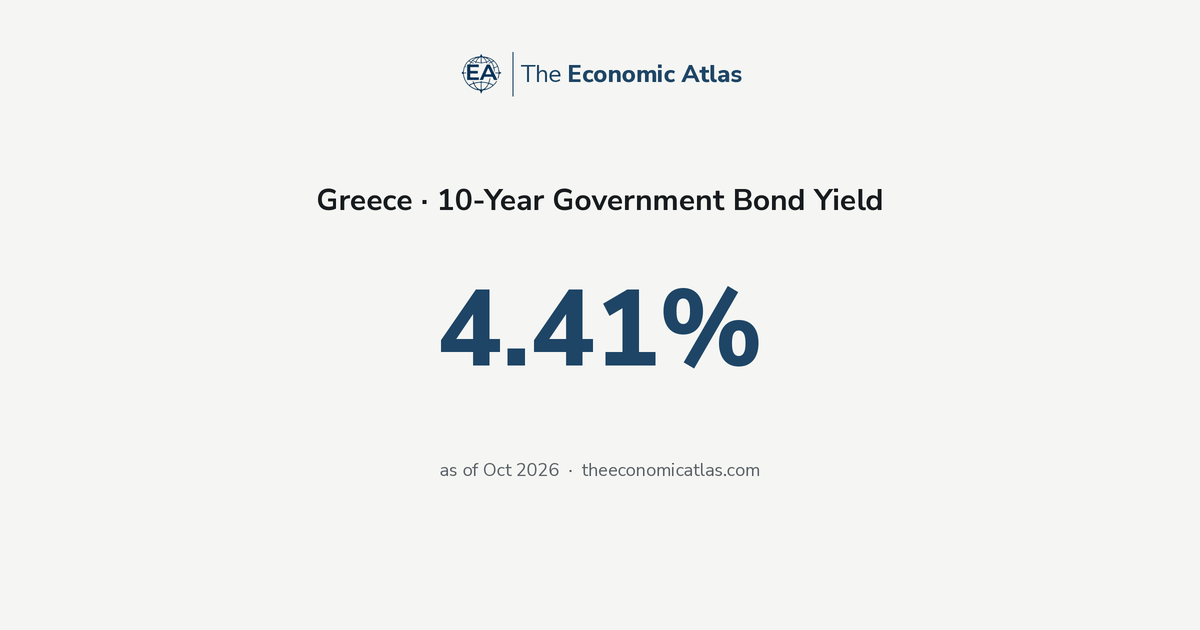 EA The Economic Atlas
Greece · 10-Year Government Bond Yield
4.41%
as of Oct 2026 · theeconomicatlas.com